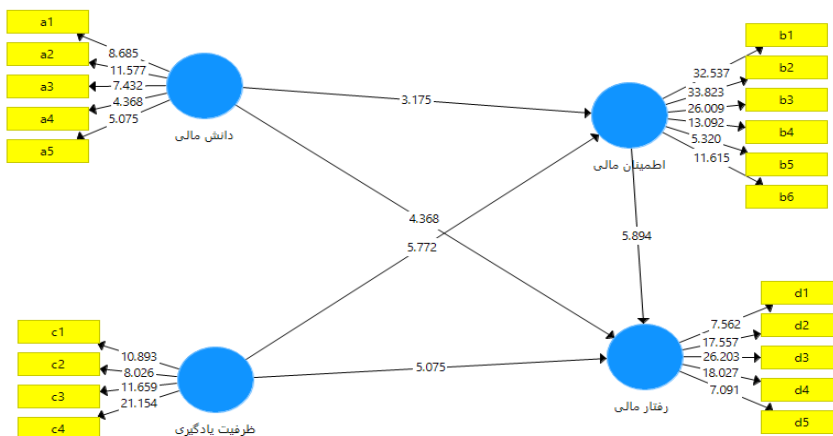 a1
a2
a3
a4
a5
8.685
11.577
7.432
4.368
5.075
دانش مالی
3.175
4.368
5.772
5.075
5.894
b1
b2
b3
b4
b5
b6
32.537
33.823
26.009
13.092
5.320
11.615
اطمینان مالی
c1
c2
c3
c4
10.893
8.026
11.659
21.154
ظرفیت یادگیری
d1
d2
d3
d4
d5
7.562
17.557
26.203
18.027
7.091
رفتار مالی